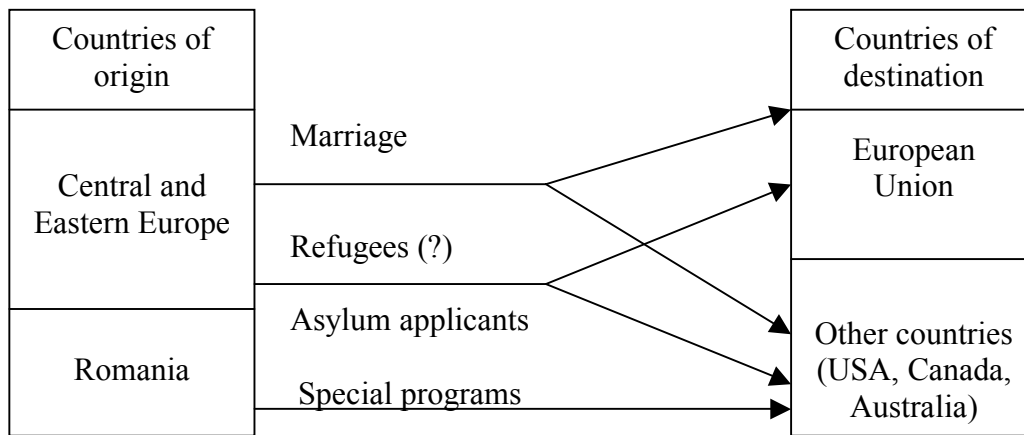 Countries of
origin
Central and
Eastern Europe
Romania
Marriage
Refugees (?)
Asylum applicants
Special programs
Countries of
destination
European
Union
Other countries
(USA, Canada,
Australia)